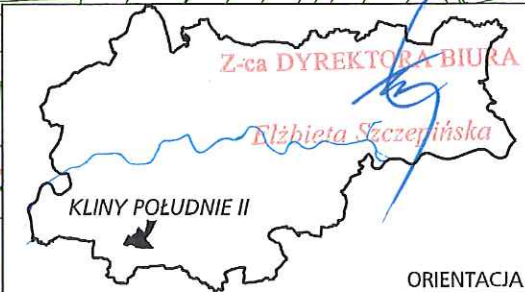 Z-ca DYREKTORA BIURA
Elżbieta Szczepińska
KLINY POŁUDNIE II
ORIENTACJA